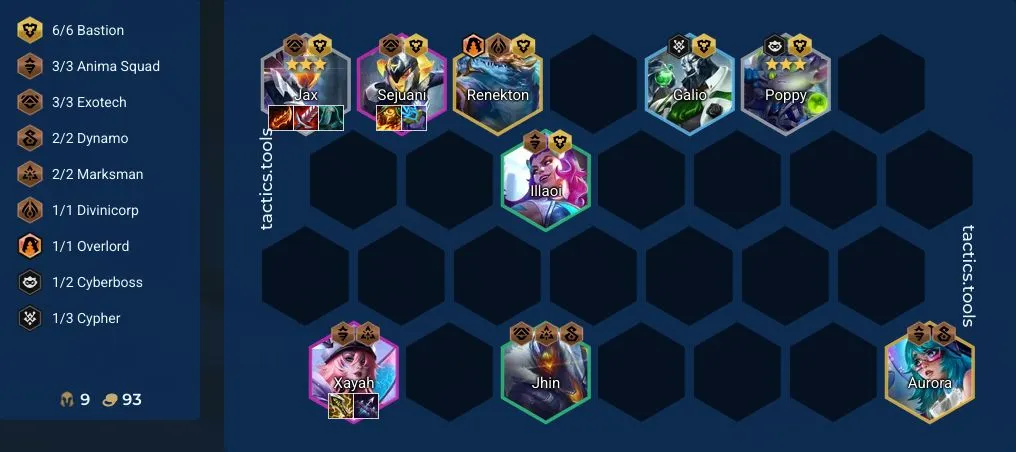 6/6 Bastion
3/3 Anima Squad
3/3 Exotech
2/2 Dynamo
2/2 Marksman
1/1 Divinicorp
1/1 Overlord
1/2 Cyberboss
1/3 Cypher
9 93
Jax
Sejuani
Renekton
Galio
Poppy
Illaoi
Xayah
Jhin
Aurora
tactics.tools
tactics.tools